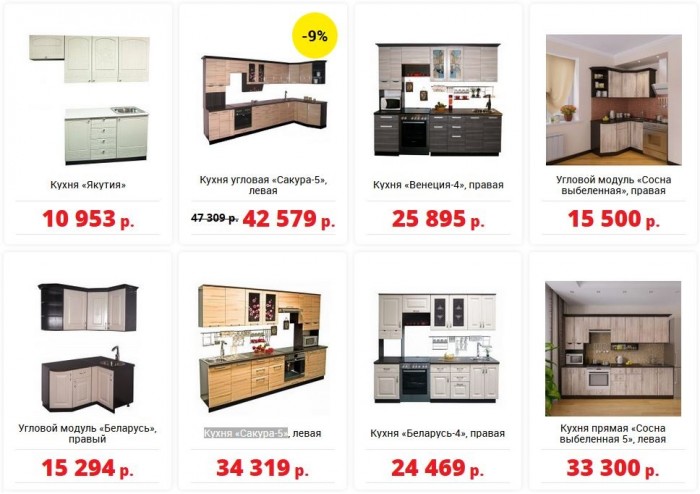 -9%
Кухня «Якутия»
10 953 р.
Кухня угловая «Сакура-5»,
левая
47 309 р. 42 579 р.
Кухня «Венеция-4», правая
25 895 р.
Угловой модуль «Сосна
выбеленная», правая
15 500 р.
Угловой модуль «Беларусь»,
правый
15 294 р.
Кухня «Сакура-5», левая
34 319 р.
Кухня «Беларусь-4», правая
24 469 р.
Кухня прямая «Сосна
выбеленная 5», левая
33 300 р.